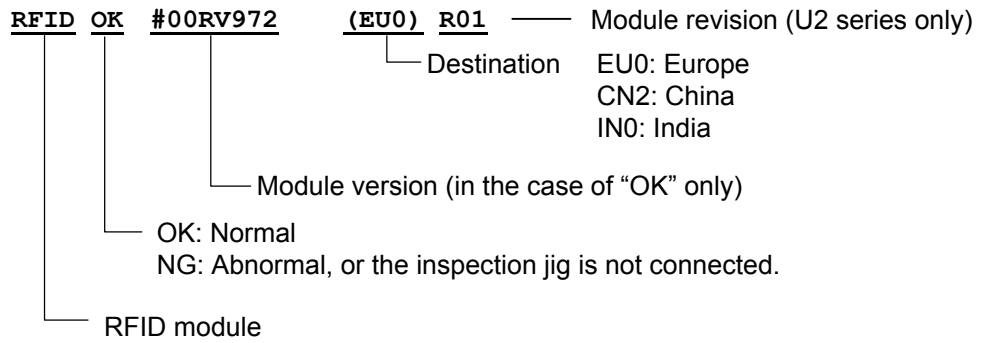 RFID OK #00RV972 (EU0) R01 Module revision (U2 series only)
Destination EU0: Europe
CN2: China
IN0: India
Module version (in the case of “OK” only)
OK: Normal
NG: Abnormal, or the inspection jig is not connected.
RFID module